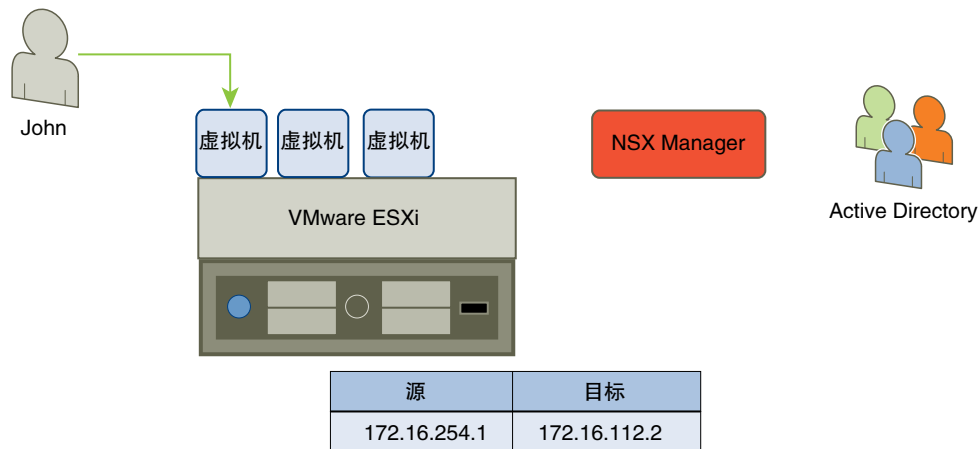 John
虚拟机
虚拟机
虚拟机
NSX Manager
VMware ESXi
Active Directory
源
目标
172.16.254.1
172.16.112.2